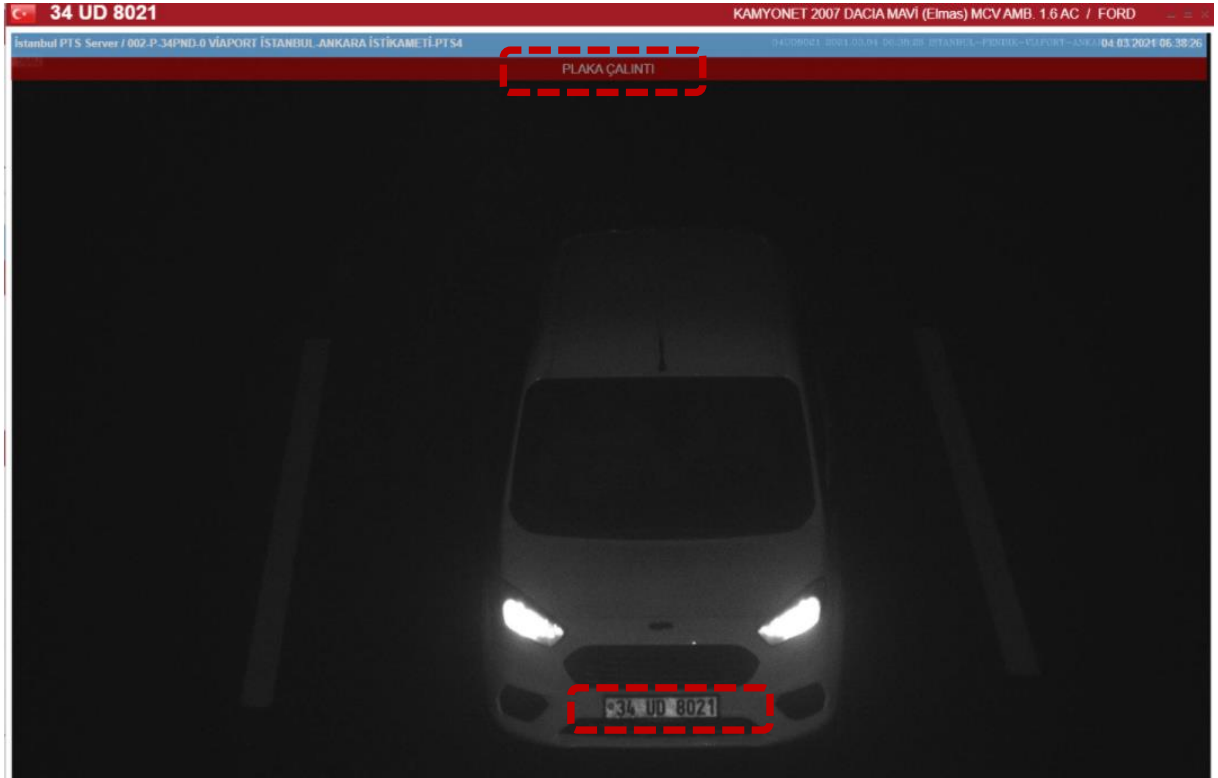 34 UD 8021
KAMYONET 2007 DACIA MAVİ (Elmas) MCV AMB. 1.6 AC / FORD
İstanbul PTS Server / 002-P-34PND-0 VİAPORT İSTANBUL-ANKARA İSTİKAMETİ-PTS4
04.03.2021 06:38:26
PLAKA ÇALINTI
34 UD 8021